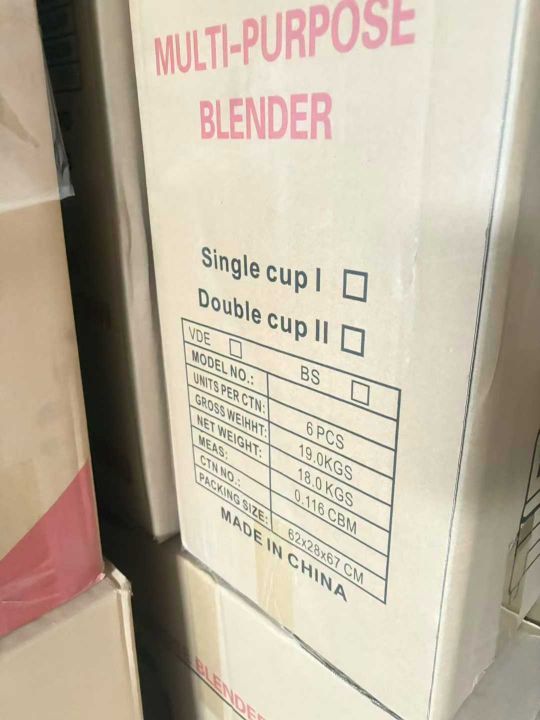 MULTI-PURPOSE
BLENDER
Single cup I □
Double cup II □
VDE □ BS □
MODEL NO.:
UNITS PER CTN: 6 PCS
GROSS WEIHHT: 19.0KGS
NET WEIGHT: 18.0 KGS
MEAS: 0.116 CBM
CTN NO.:
PACKING SIZE: 62x28x67 CM
MADE IN CHINA
BLENDER